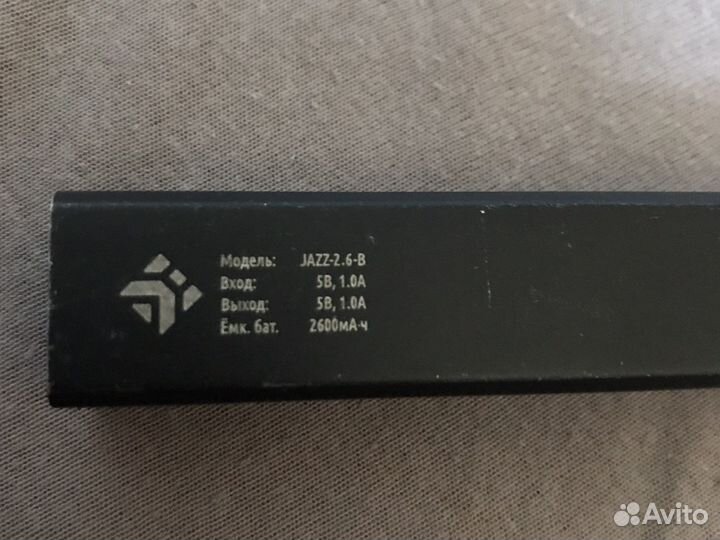 Модель: JAZZ-2.6-B
Вход: 5В, 1.0А
Выход: 5В, 1.0А
Ёмк. бат. 2600мА·ч
Avito